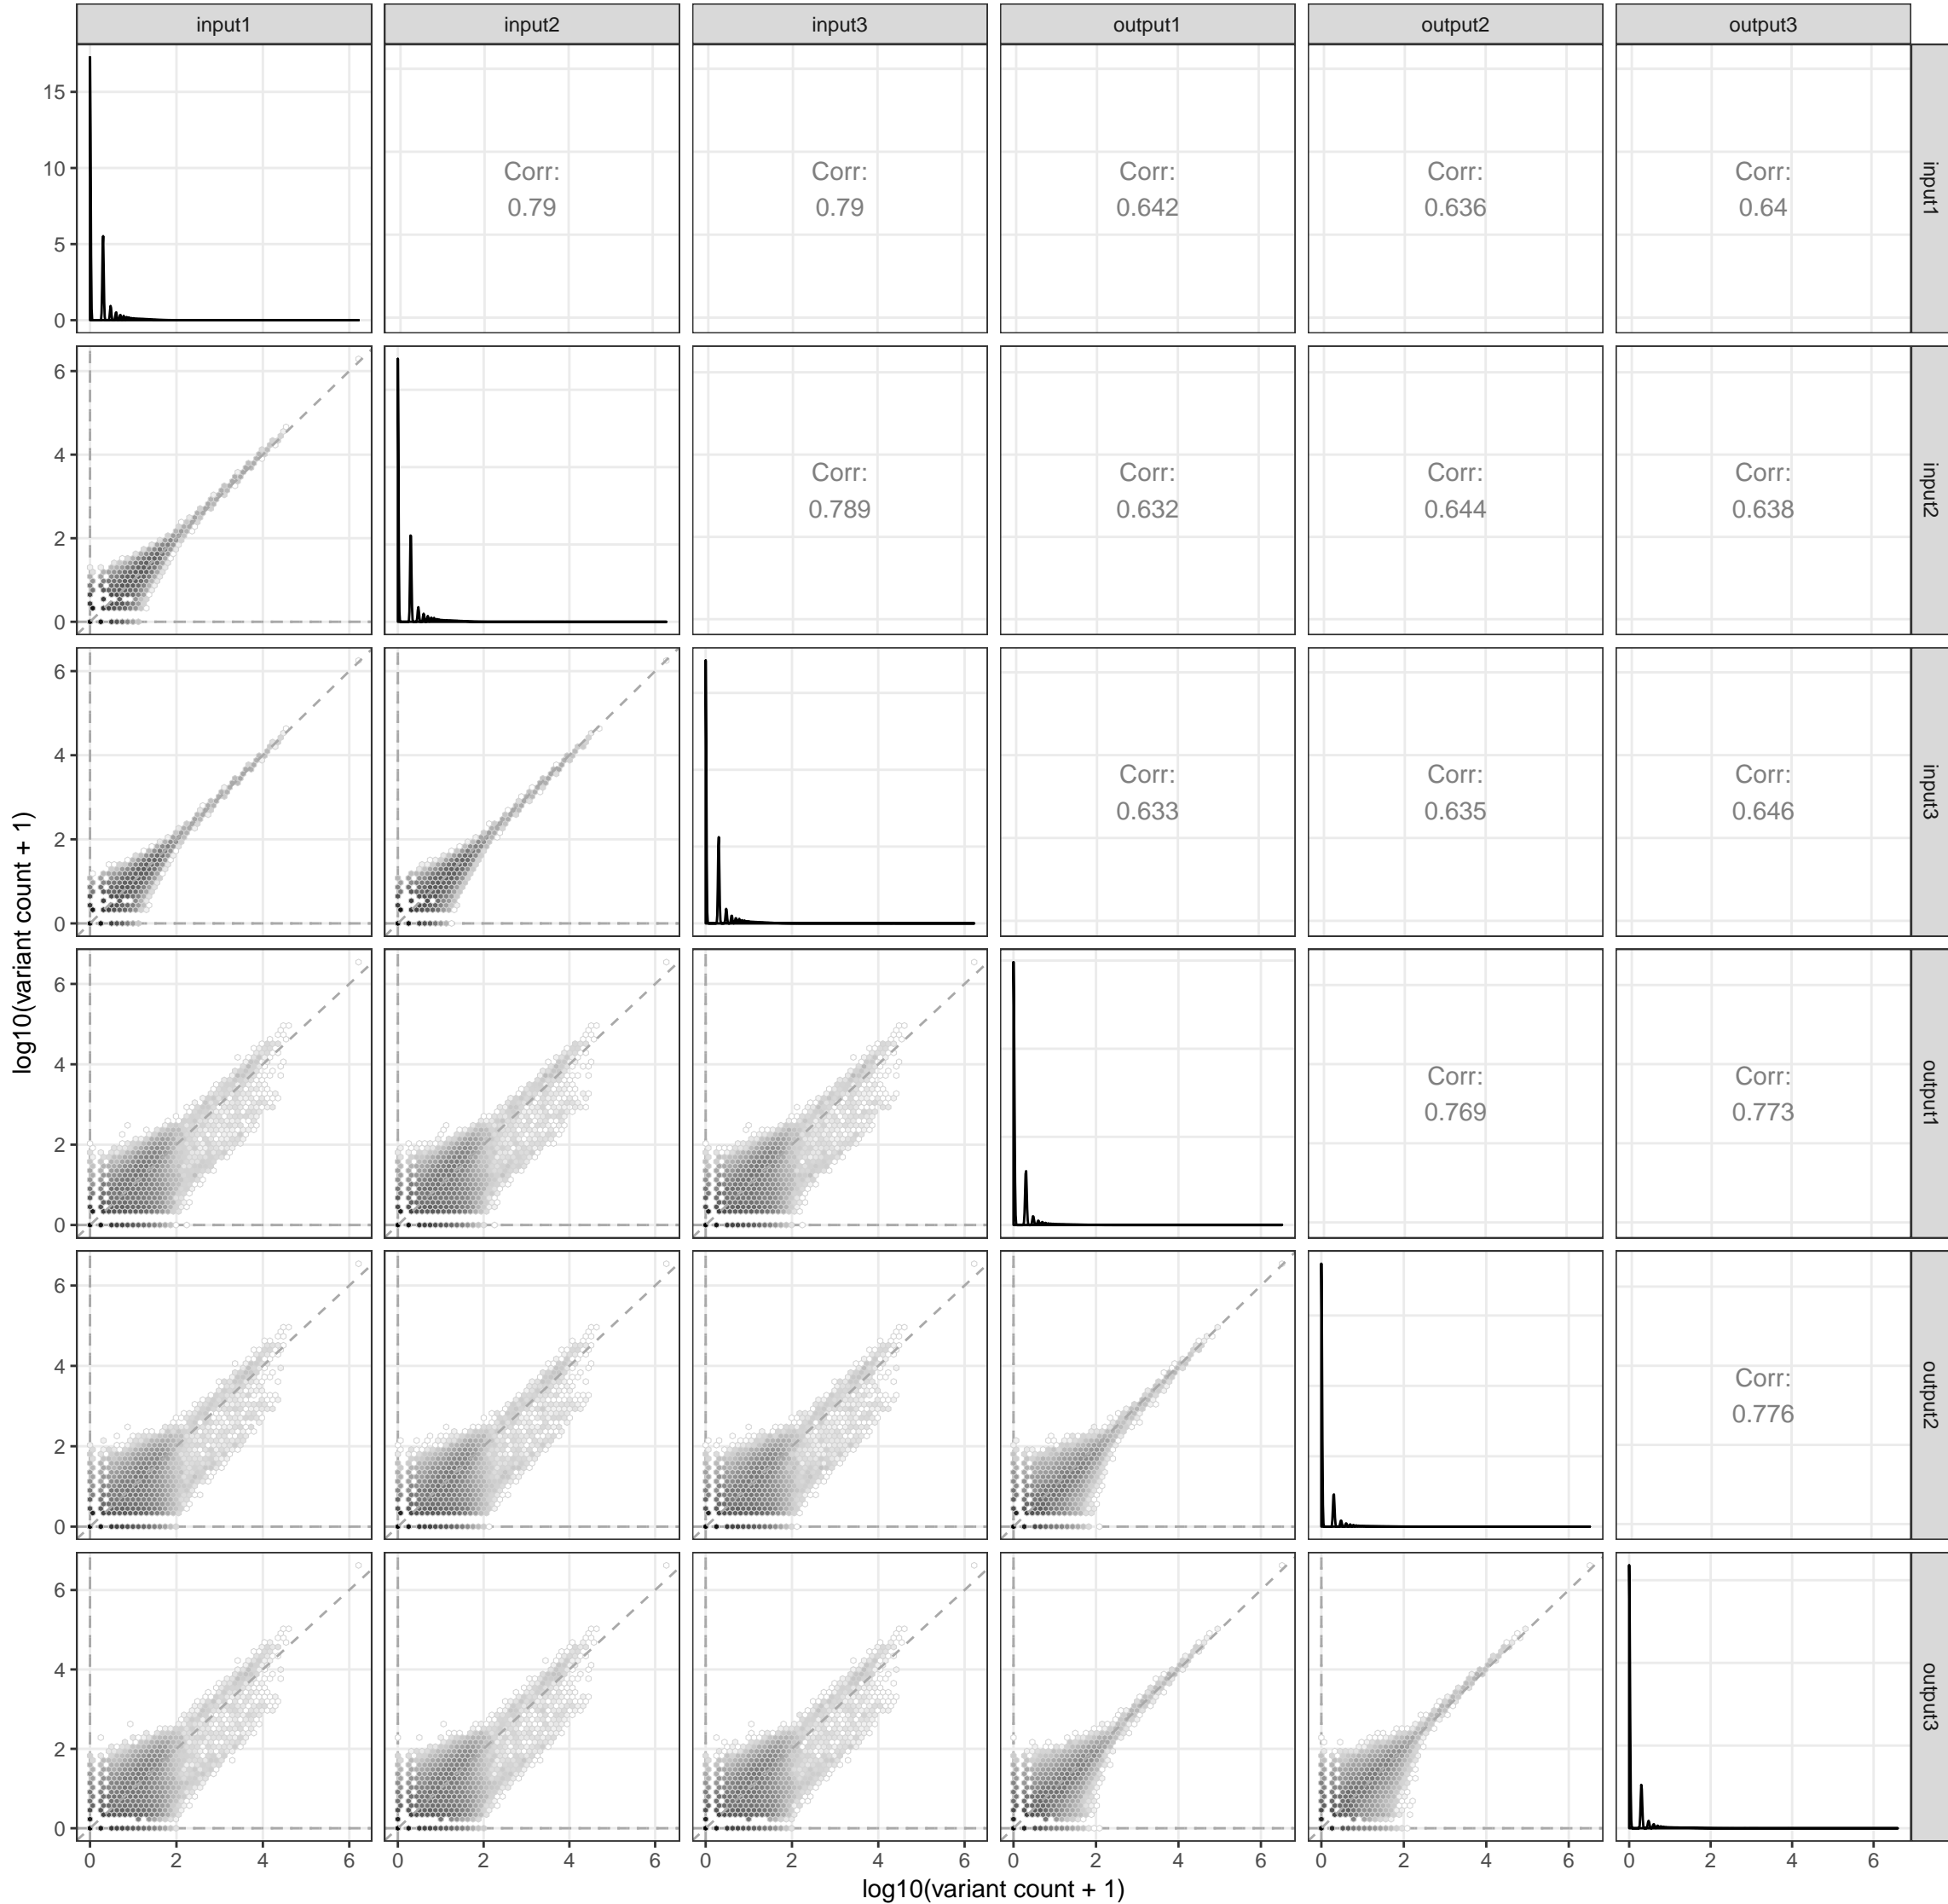 input1 input2 input3 output1 output2 output3
15
10
5
0
Corr:
0.79
Corr:
0.79
Corr:
0.642
Corr:
0.636
Corr:
0.64
input1
6
4
2
0
Corr:
0.789
Corr:
0.632
Corr:
0.644
Corr:
0.638
input2
6
4
2
0
Corr:
0.633
Corr:
0.635
Corr:
0.646
input3
log10(variant count + 1)
6
4
2
0
Corr:
0.769
Corr:
0.773
output1
6
4
2
0
Corr:
0.776
output2
6
4
2
0
output3
0 2 4 6 0 2 4 6 0 2 4 6 0 2 4 6 0 2 4 6 0 2 4 6
log10(variant count + 1)